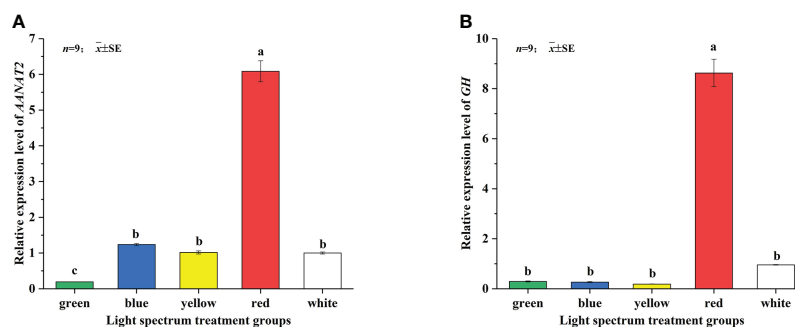 A
n=9; x̄±SE
Relative expression level of AANAT2
7
6
5
4
3
2
1
0
c
b
b
a
b
green blue yellow red white
Light spectrum treatment groups
B
n=9; x̄±SE
Relative expression level of GH
10
8
6
4
2
0
b
b
b
a
b
green blue yellow red white
Light spectrum treatment groups